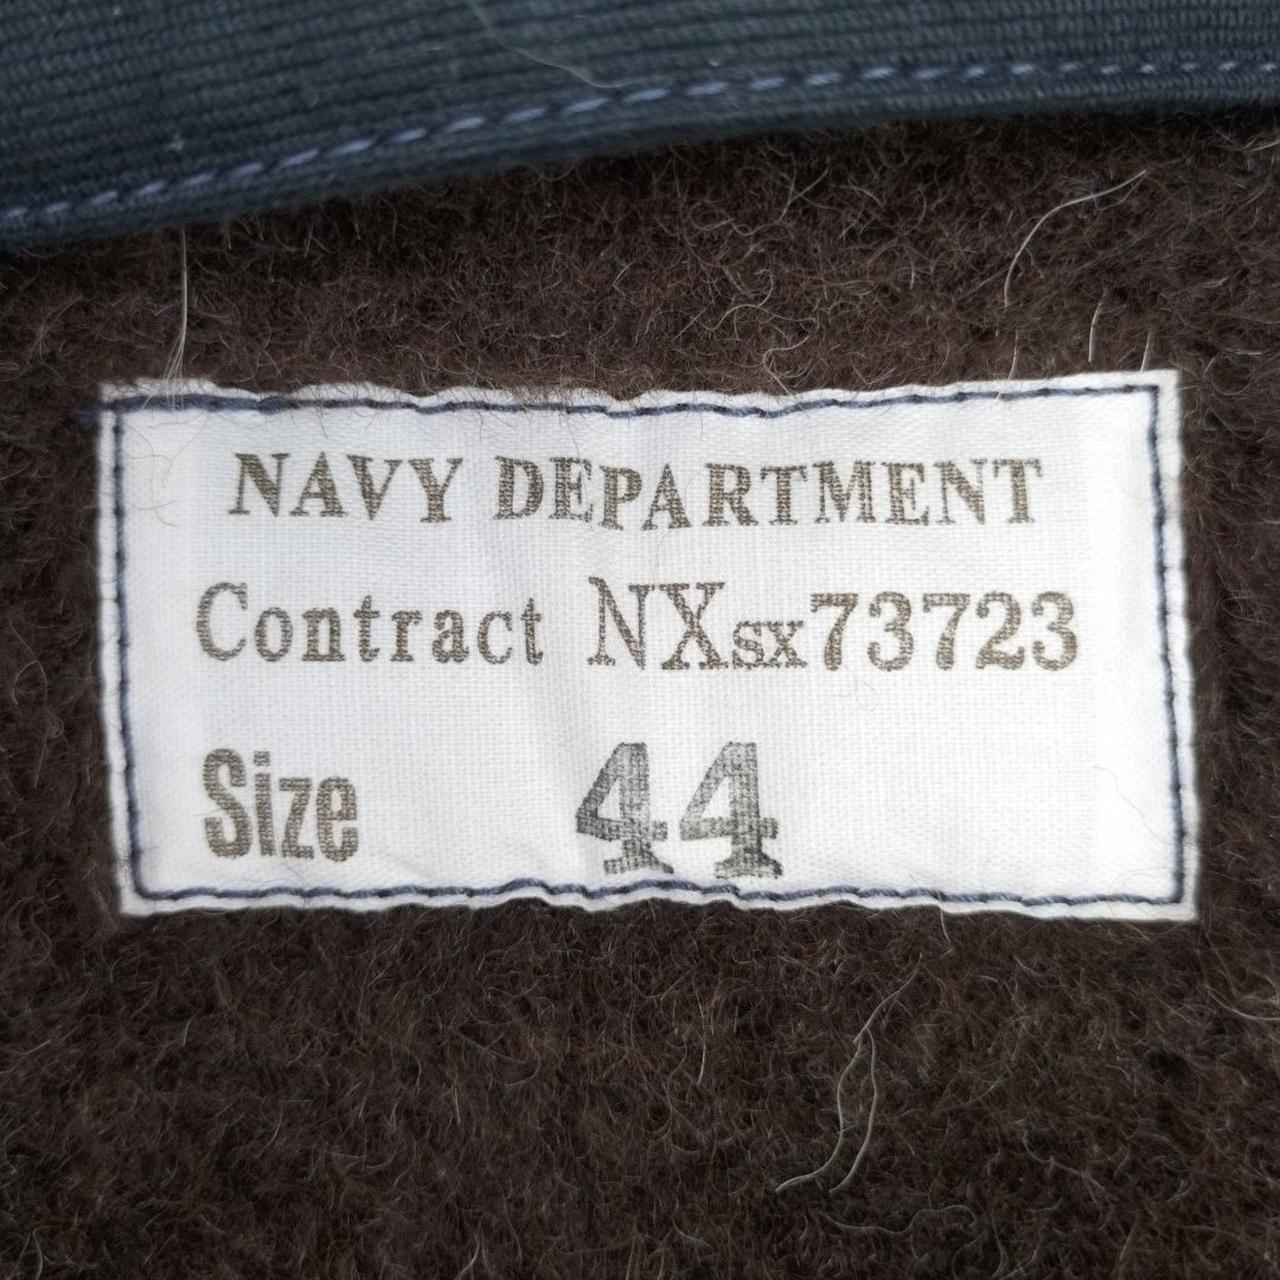 NAVY DEPARTMENT
Contract NXsx73723
Size 44